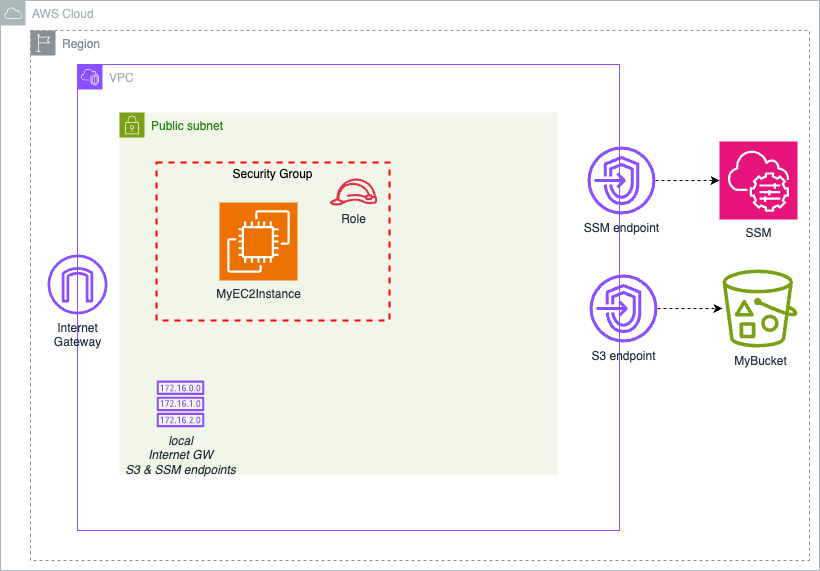 AWS Cloud
Region
VPC
Public subnet
Security Group
Role
MyEC2Instance
SSM endpoint
SSM
Internet
Gateway
S3 endpoint
MyBucket
172.16.0.0
172.16.1.0
172.16.2.0
local
Internet GW
S3 & SSM endpoints